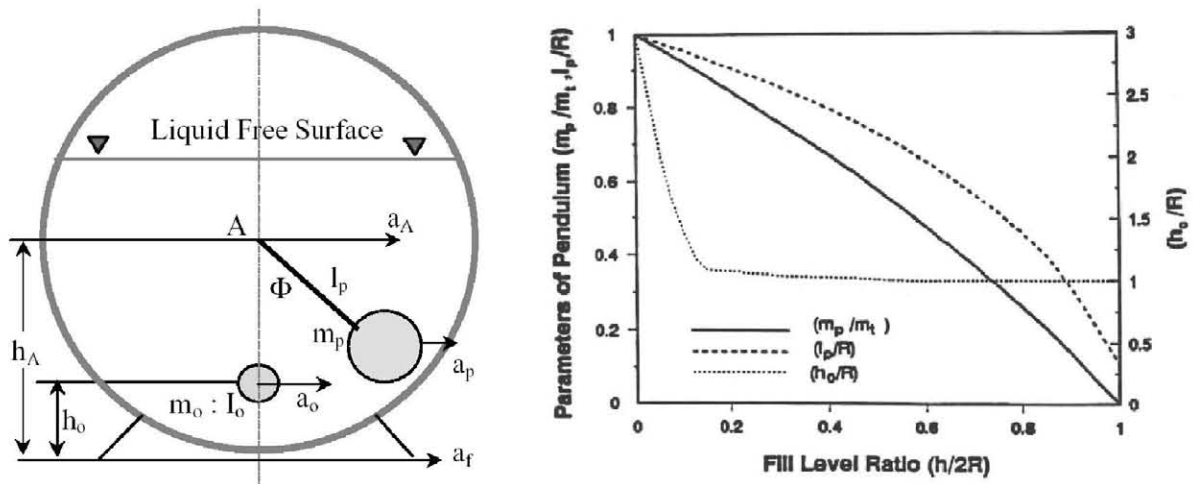 Liquid Free Surface
A
a_A
Φ
l_p
m_p
a_p
h_A
m_o : I_o
a_o
h_o
a_f
Parameters of Pendulum (m_p/m_t, l_p/R)
1
0.8
0.6
0.4
0.2
0
(m_p/m_t)
(l_p/R)
(h_o/R)
0
0.2
0.4
0.6
0.8
1
Fill Level Ratio (h/2R)
3
2.5
2
1.5
1
0.5
0
(h_o/R)